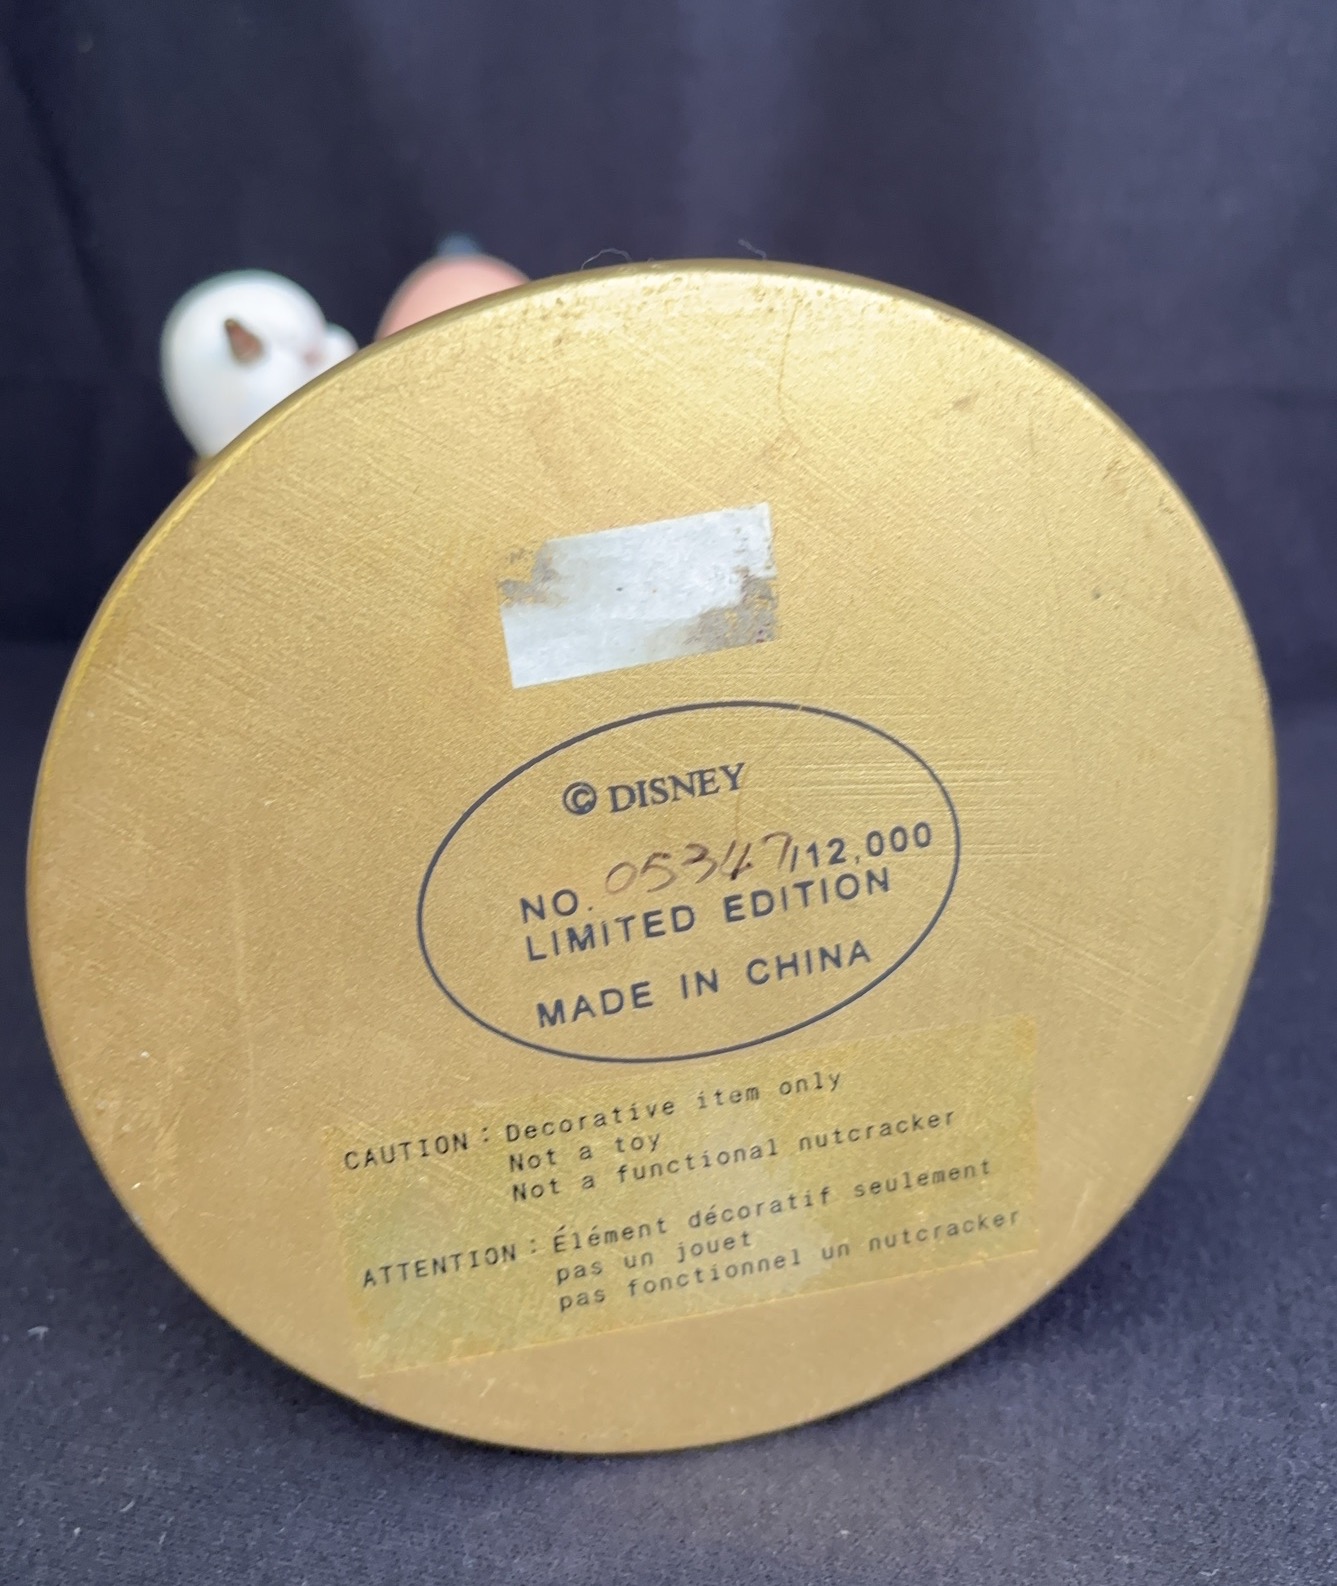 © DISNEY
NO. 05347/12,000
LIMITED EDITION
MADE IN CHINA
CAUTION : Decorative item only
Not a toy
Not a functional nutcracker
ATTENTION : Élément décoratif seulement
pas un jouet
pas fonctionnel un nutcracker